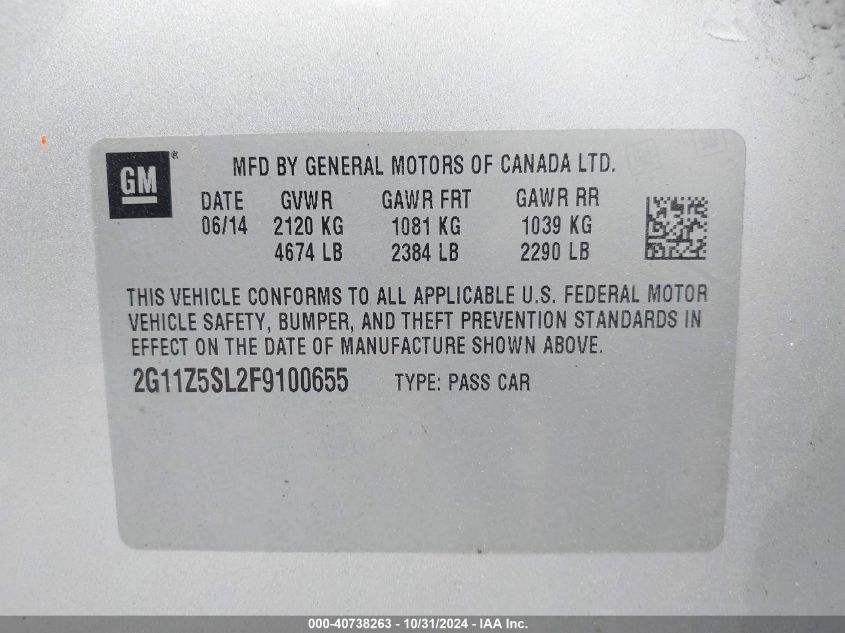 GM ® MFD BY GENERAL MOTORS OF CANADA LTD.
DATE GVWR GAWR FRT GAWR RR
06/14 2120 KG 1081 KG 1039 KG
4674 LB 2384 LB 2290 LB
THIS VEHICLE CONFORMS TO ALL APPLICABLE U.S. FEDERAL MOTOR
VEHICLE SAFETY, BUMPER, AND THEFT PREVENTION STANDARDS IN
EFFECT ON THE DATE OF MANUFACTURE SHOWN ABOVE.
2G11Z5SL2F9100655 TYPE: PASS CAR
000-40738263 - 10/31/2024 - IAA Inc.